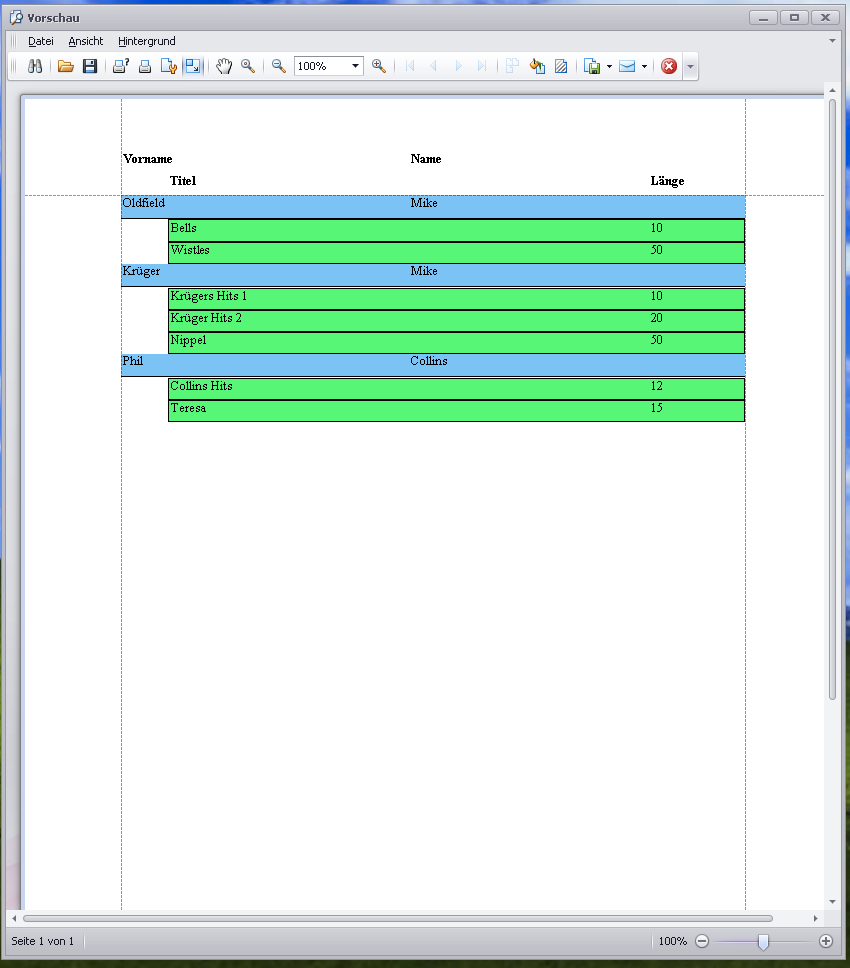 Vorschau
Datei Ansicht Hintergrund
100%
Vorname Name
Titel Länge
Oldfield Mike
Bells 10
Wistles 50
Krüger Mike
Krügers Hits 1 10
Krüger Hits 2 20
Nippel 50
Phil Collins
Collins Hits 12
Teresa 15
Seite 1 von 1 100%